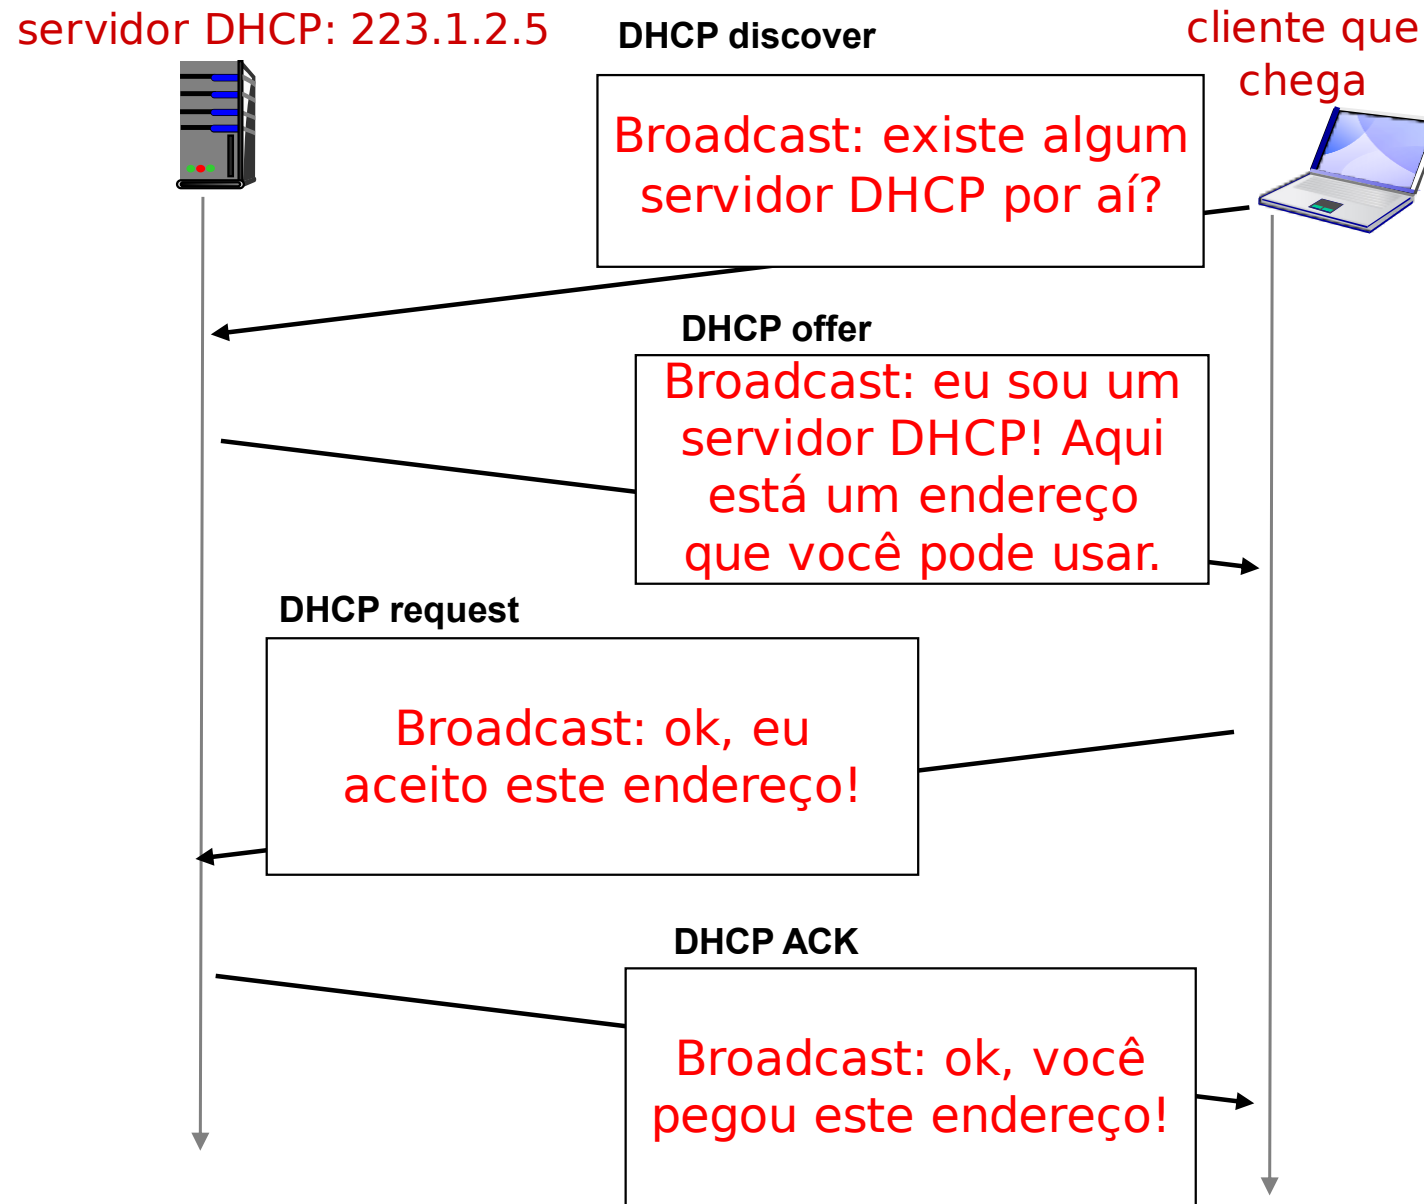 servidor DHCP: 223.1.2.5
DHCP discover
cliente que
chega
Broadcast: existe algum
servidor DHCP por aí?
DHCP offer
Broadcast: eu sou um
servidor DHCP! Aqui
está um endereço
que você pode usar.
DHCP request
Broadcast: ok, eu
aceito este endereço!
DHCP ACK
Broadcast: ok, você
pegou este endereço!